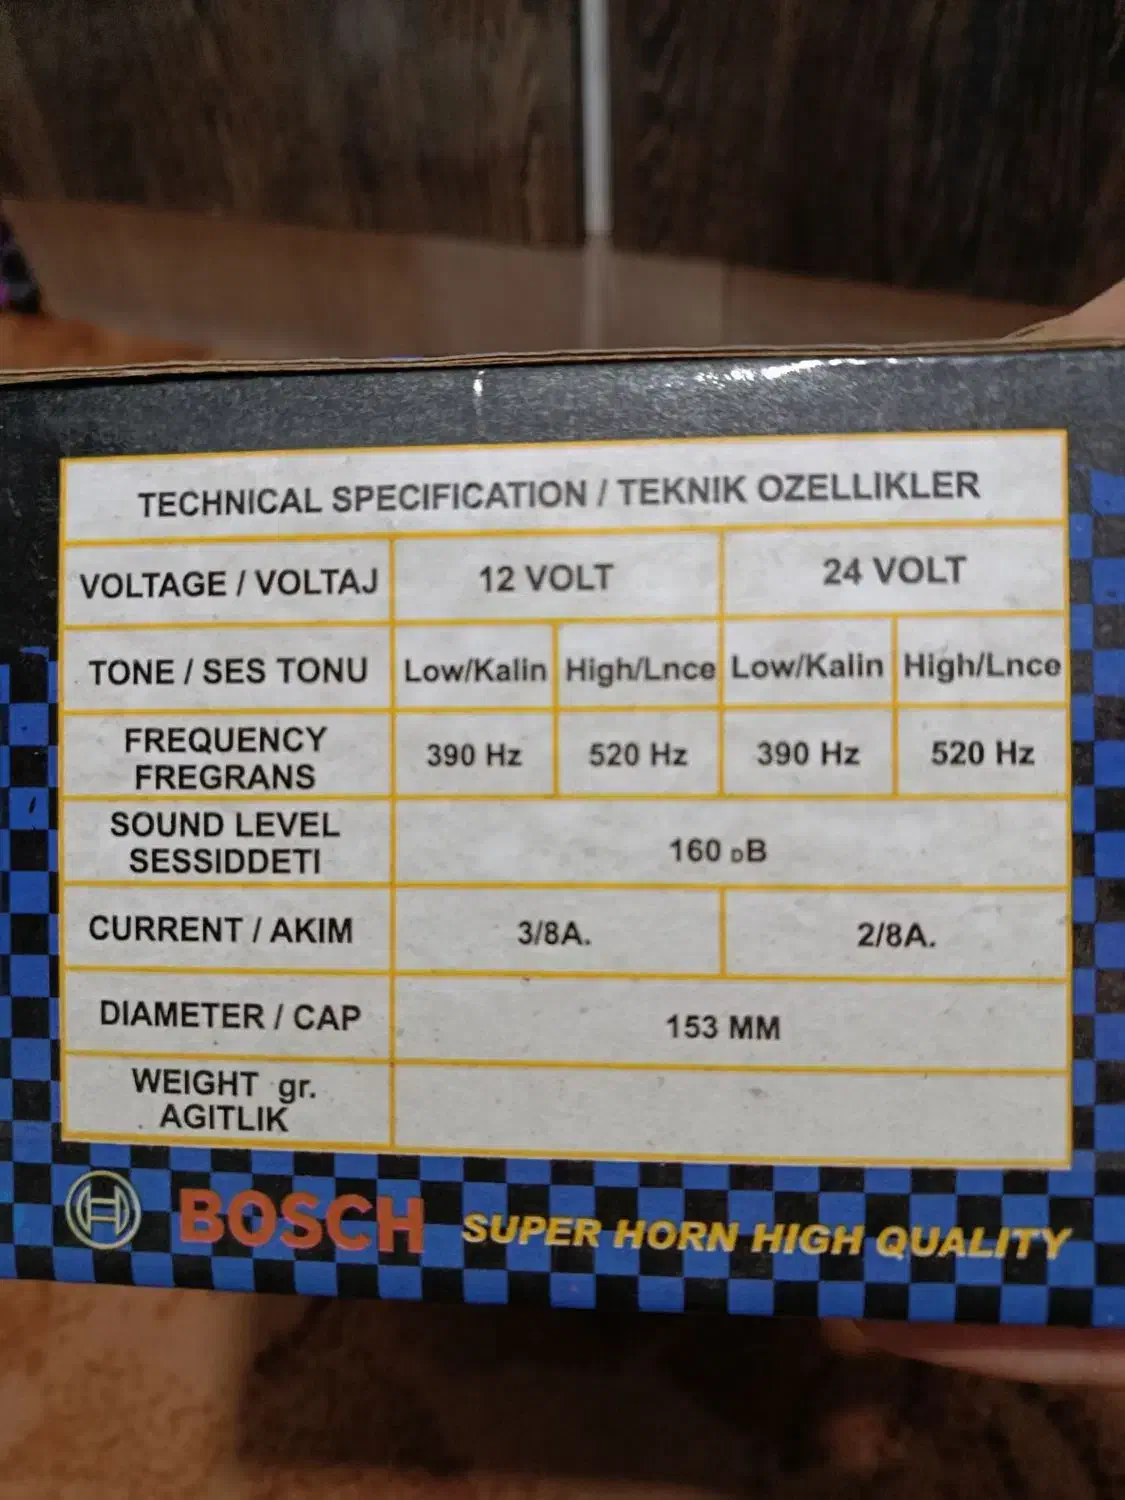 TECHNICAL SPECIFICATION / TEKNIK OZELLIKLER
VOLTAGE / VOLTAJ 12 VOLT 24 VOLT
TONE / SES TONU Low/Kalin High/Lnce Low/Kalin High/Lnce
FREQUENCY
FREGRANS 390 Hz 520 Hz 390 Hz 520 Hz
SOUND LEVEL
SESSIDDETI 160 DB
CURRENT / AKIM 3/8A. 2/8A.
DIAMETER / CAP 153 MM
WEIGHT gr.
AGITLIK
BOSCH SUPER HORN HIGH QUALITY